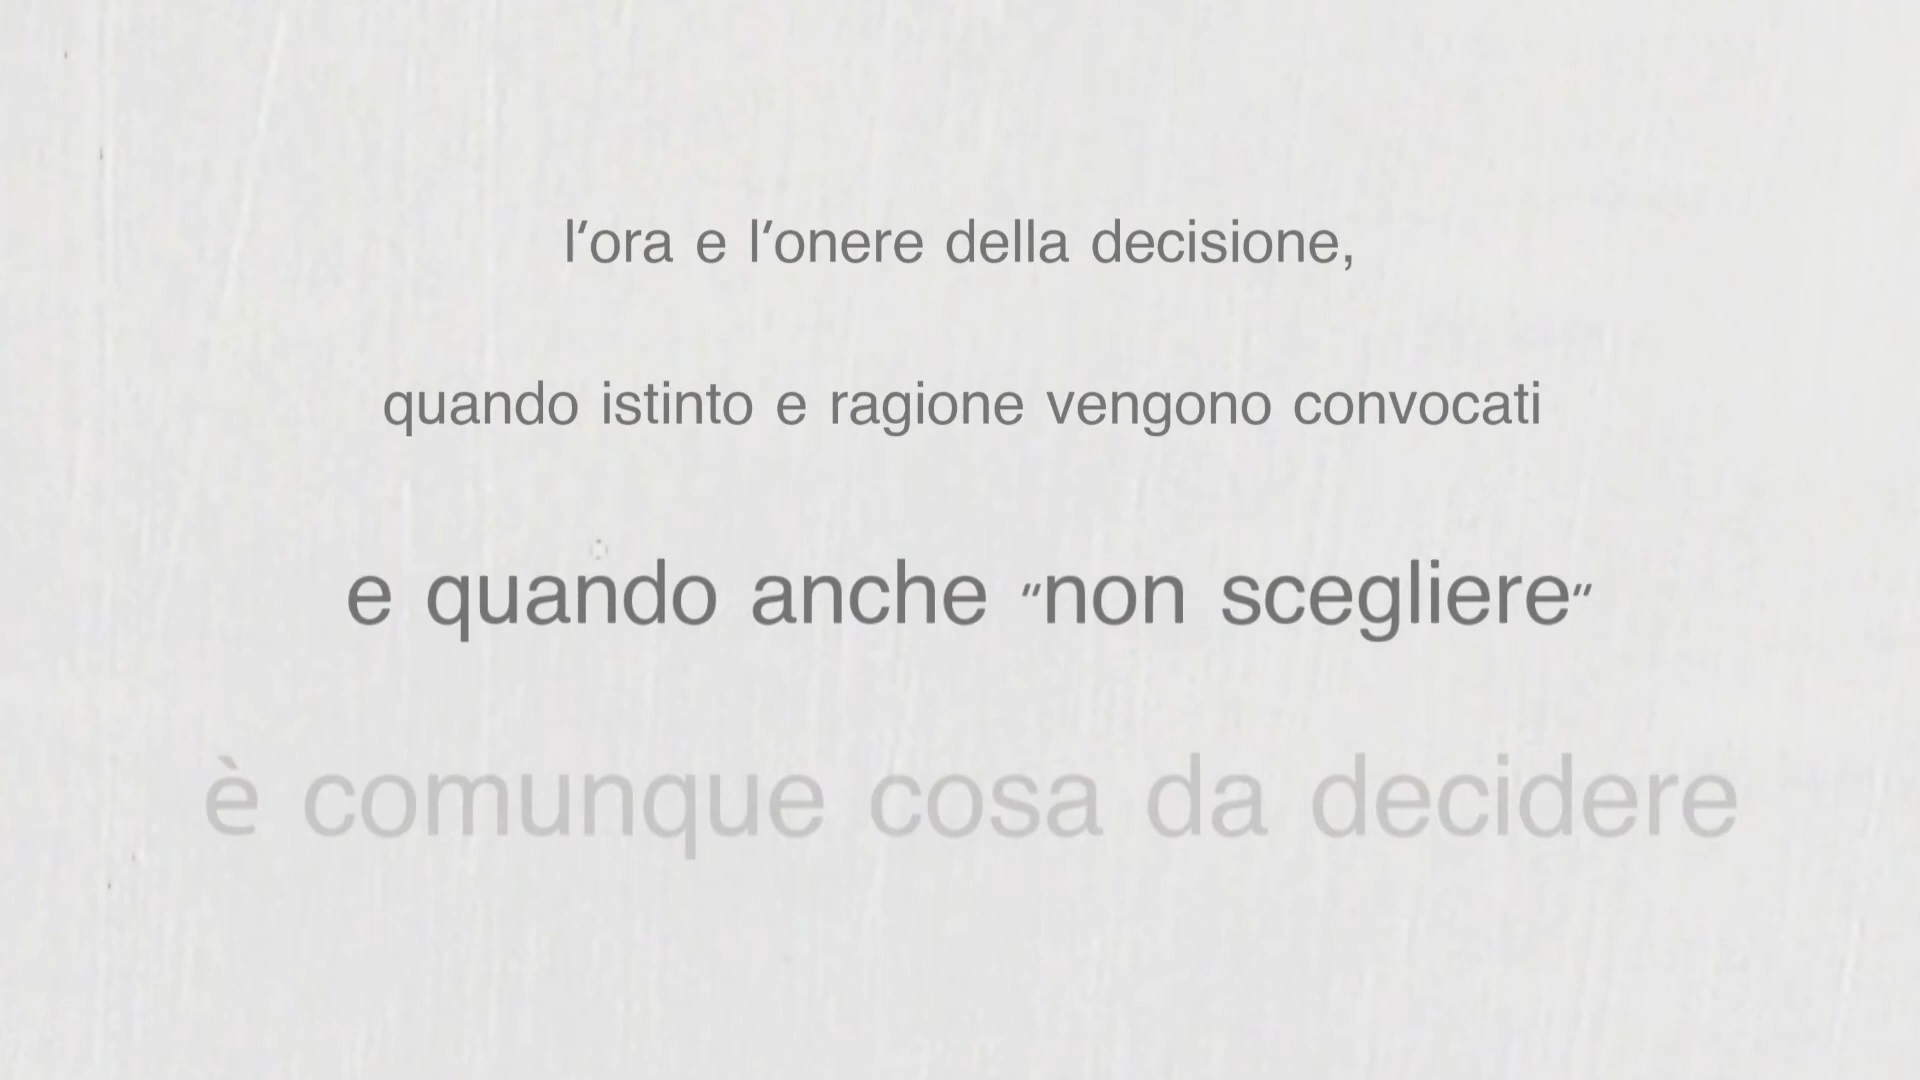 l'ora e l'onere della decisione,
quando istinto e ragione vengono convocati
e quando anche "non scegliere"
è comunque cosa da decidere